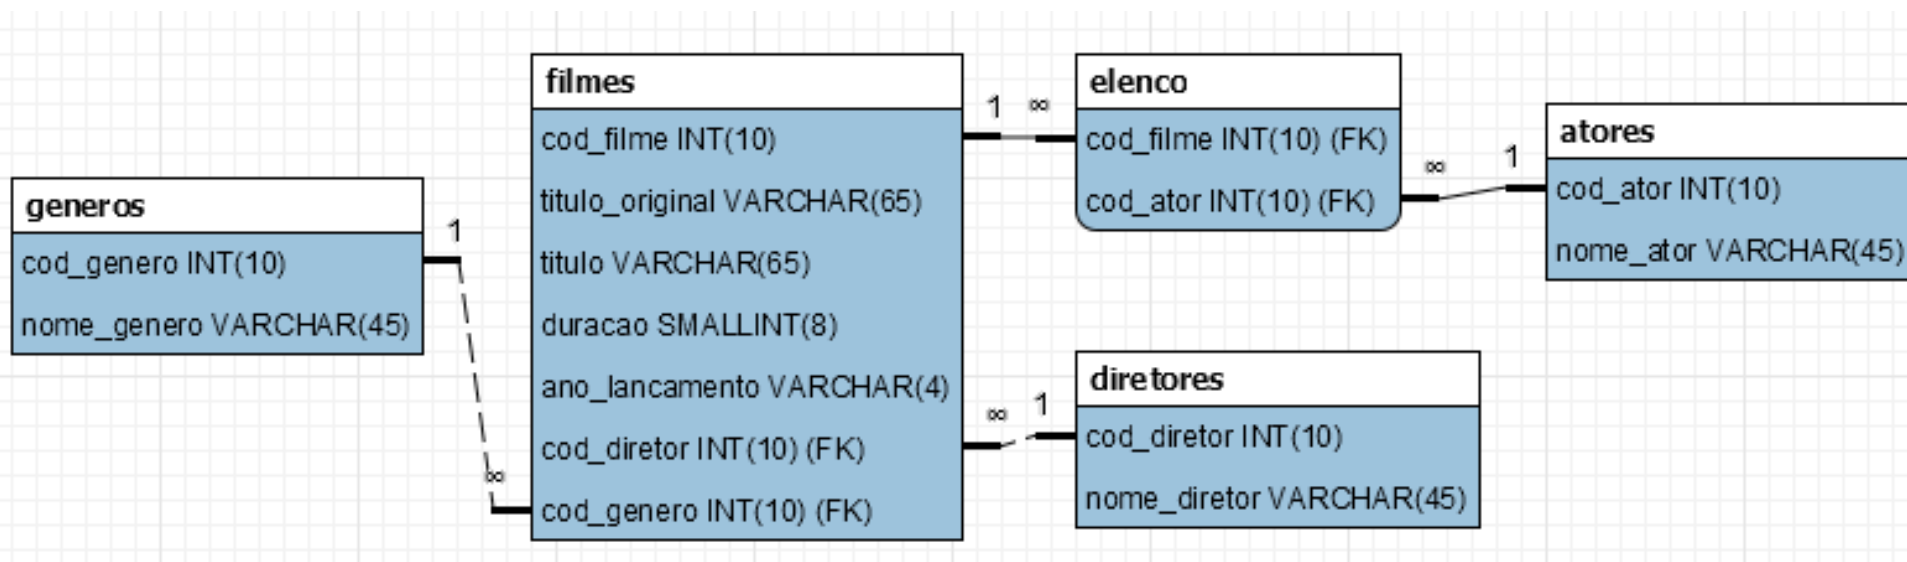 generos
cod_genero INT(10)
nome_genero VARCHAR(45)
1
∞
filmes
cod_filme INT(10)
titulo_original VARCHAR(65)
titulo VARCHAR(65)
duracao SMALLINT(8)
ano_lancamento VARCHAR(4)
cod_diretor INT(10) (FK)
cod_genero INT(10) (FK)
1 ∞
elenco
cod_filme INT(10) (FK)
cod_ator INT(10) (FK)
∞ 1
atores
cod_ator INT(10)
nome_ator VARCHAR(45)
∞ 1
diretores
cod_diretor INT(10)
nome_diretor VARCHAR(45)